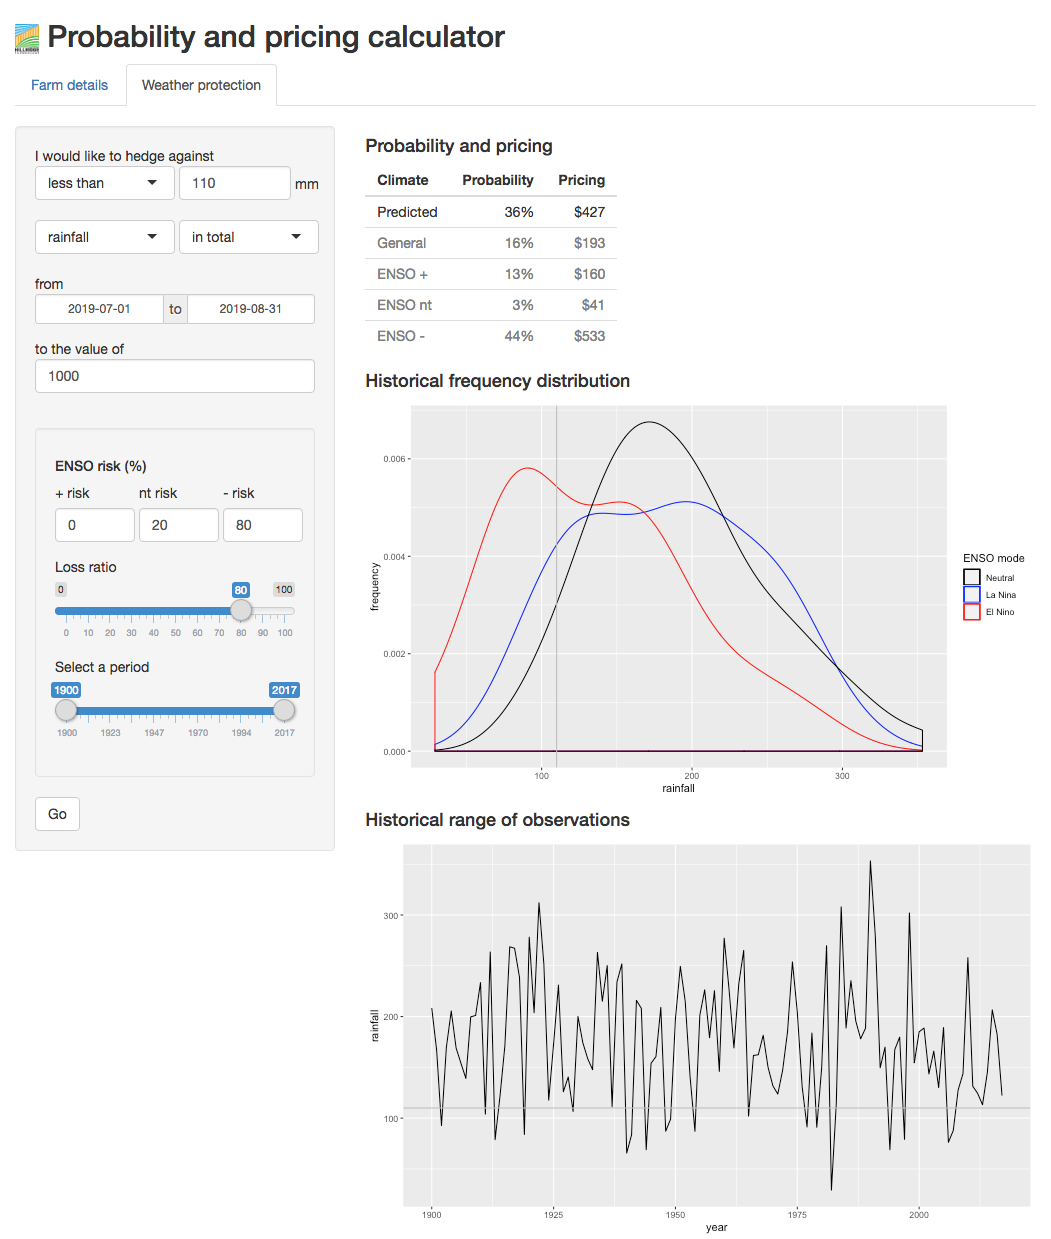 Probability and pricing calculator
Farm details Weather protection
I would like to hedge against
less than 110 mm
rainfall in total
from
2019-07-01 to 2019-08-31
to the value of
1000
ENSO risk (%)
+ risk nt risk - risk
0 20 80
Loss ratio
0 80 100
0 10 20 30 40 50 60 70 80 90 100
Select a period
1900 2017
1900 1923 1947 1970 1994 2017
Go
Probability and pricing
Climate Probability Pricing
Predicted 36% $427
General 16% $193
ENSO + 13% $160
ENSO nt 3% $41
ENSO - 44% $533
Historical frequency distribution
frequency
0.006
0.004
0.002
0.000
100 200 300
rainfall
ENSO mode
Neutral
La Nina
El Nino
Historical range of observations
rainfall
300
200
100
1900 1925 1950 1975 2000
year